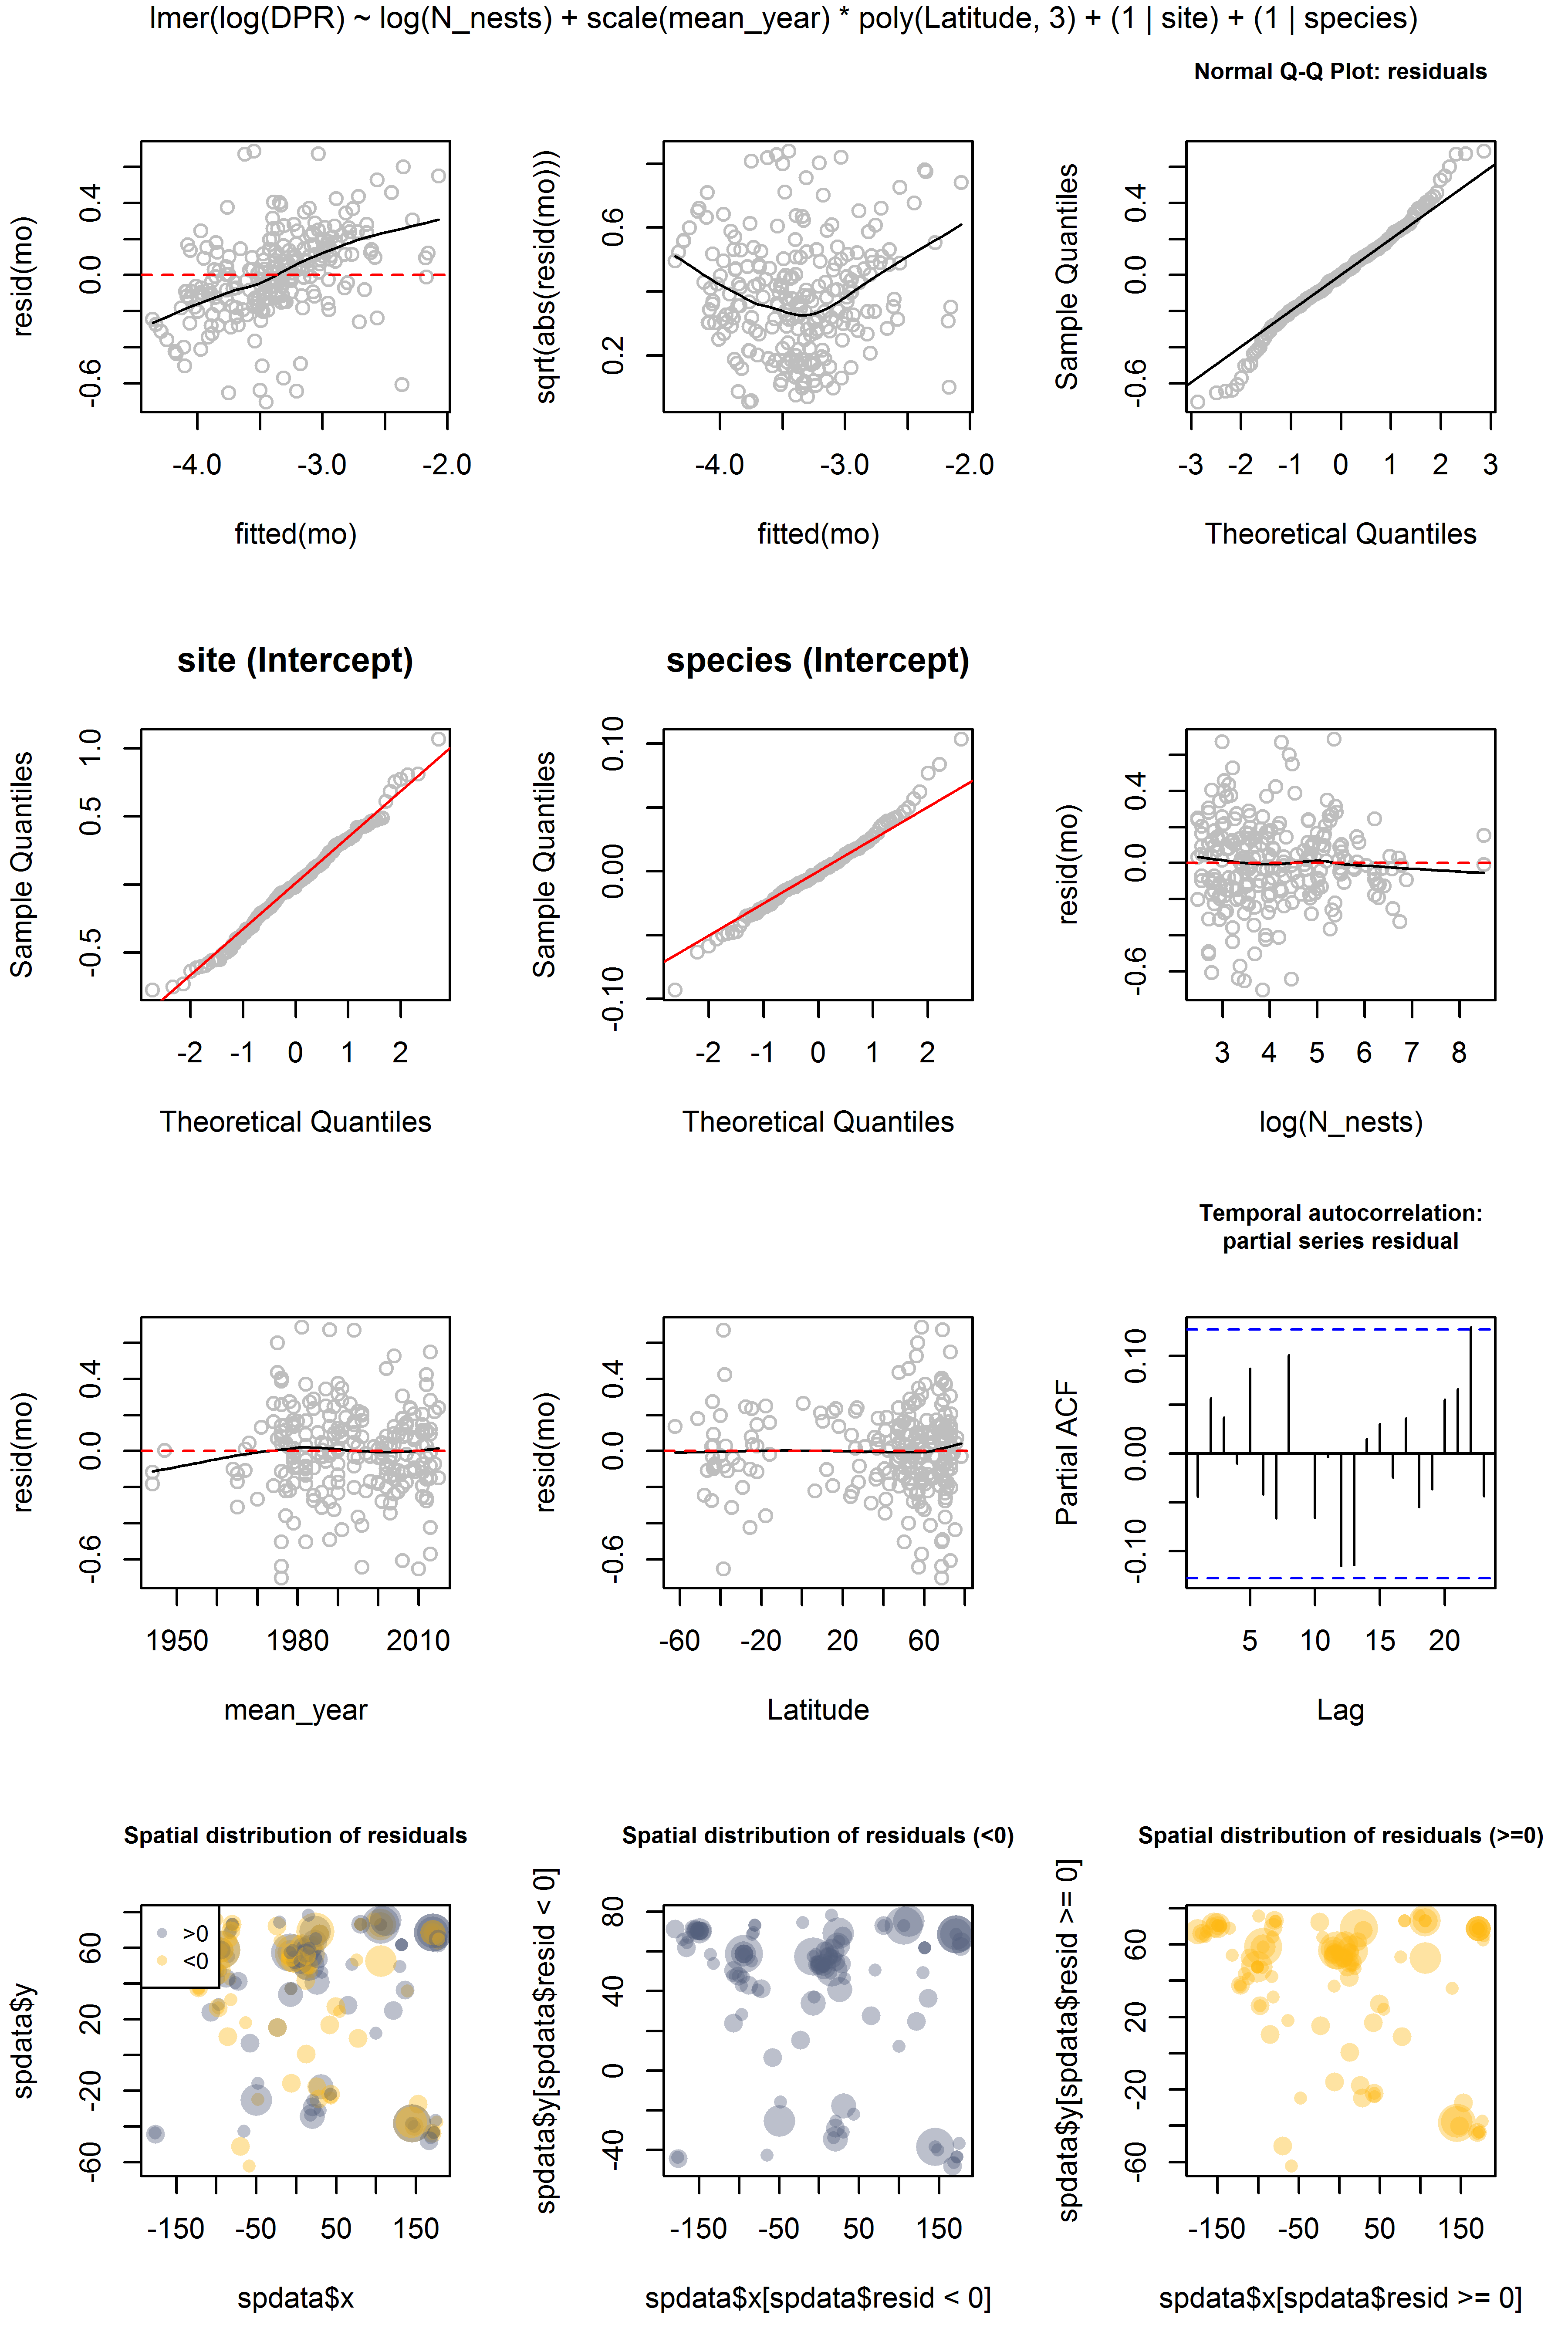 lmer(log(DPR) ~ log(N_nests) + scale(mean_year) * poly(Latitude, 3) + (1 | site) + (1 | species)
resid(mo)
0.4
0.0
-0.6
-4.0 -3.0 -2.0
fitted(mo)
sqrt(abs(resid(mo)))
0.6
0.2
-4.0 -3.0 -2.0
fitted(mo)
Normal Q-Q Plot: residuals
Sample Quantiles
0.4
0.0
-0.6
-3 -2 -1 0 1 2 3
Theoretical Quantiles
site (Intercept)
Sample Quantiles
1.0
0.5
-0.5
-2 -1 0 1 2
Theoretical Quantiles
species (Intercept)
Sample Quantiles
0.10
0.00
-0.10
-2 -1 0 1 2
Theoretical Quantiles
resid(mo)
0.4
0.0
-0.6
3 4 5 6 7 8
log(N_nests)
resid(mo)
0.4
0.0
-0.6
1950 1980 2010
mean_year
resid(mo)
0.4
0.0
-0.6
-60 -20 20 60
Latitude
Temporal autocorrelation:
partial series residual
Partial ACF
0.10
0.00
-0.10
5 10 15 20
Lag
Spatial distribution of residuals
spdata$y
60
20
-20
-60
>0
<0
-150 -50 50 150
spdata$x
Spatial distribution of residuals (<0)
spdata$y[spdata$resid < 0]
80
40
0
-40
-150 -50 50 150
spdata$x[spdata$resid < 0]
Spatial distribution of residuals (>=0)
spdata$y[spdata$resid >= 0]
60
20
-20
-60
-150 -50 50 150
spdata$x[spdata$resid >= 0]